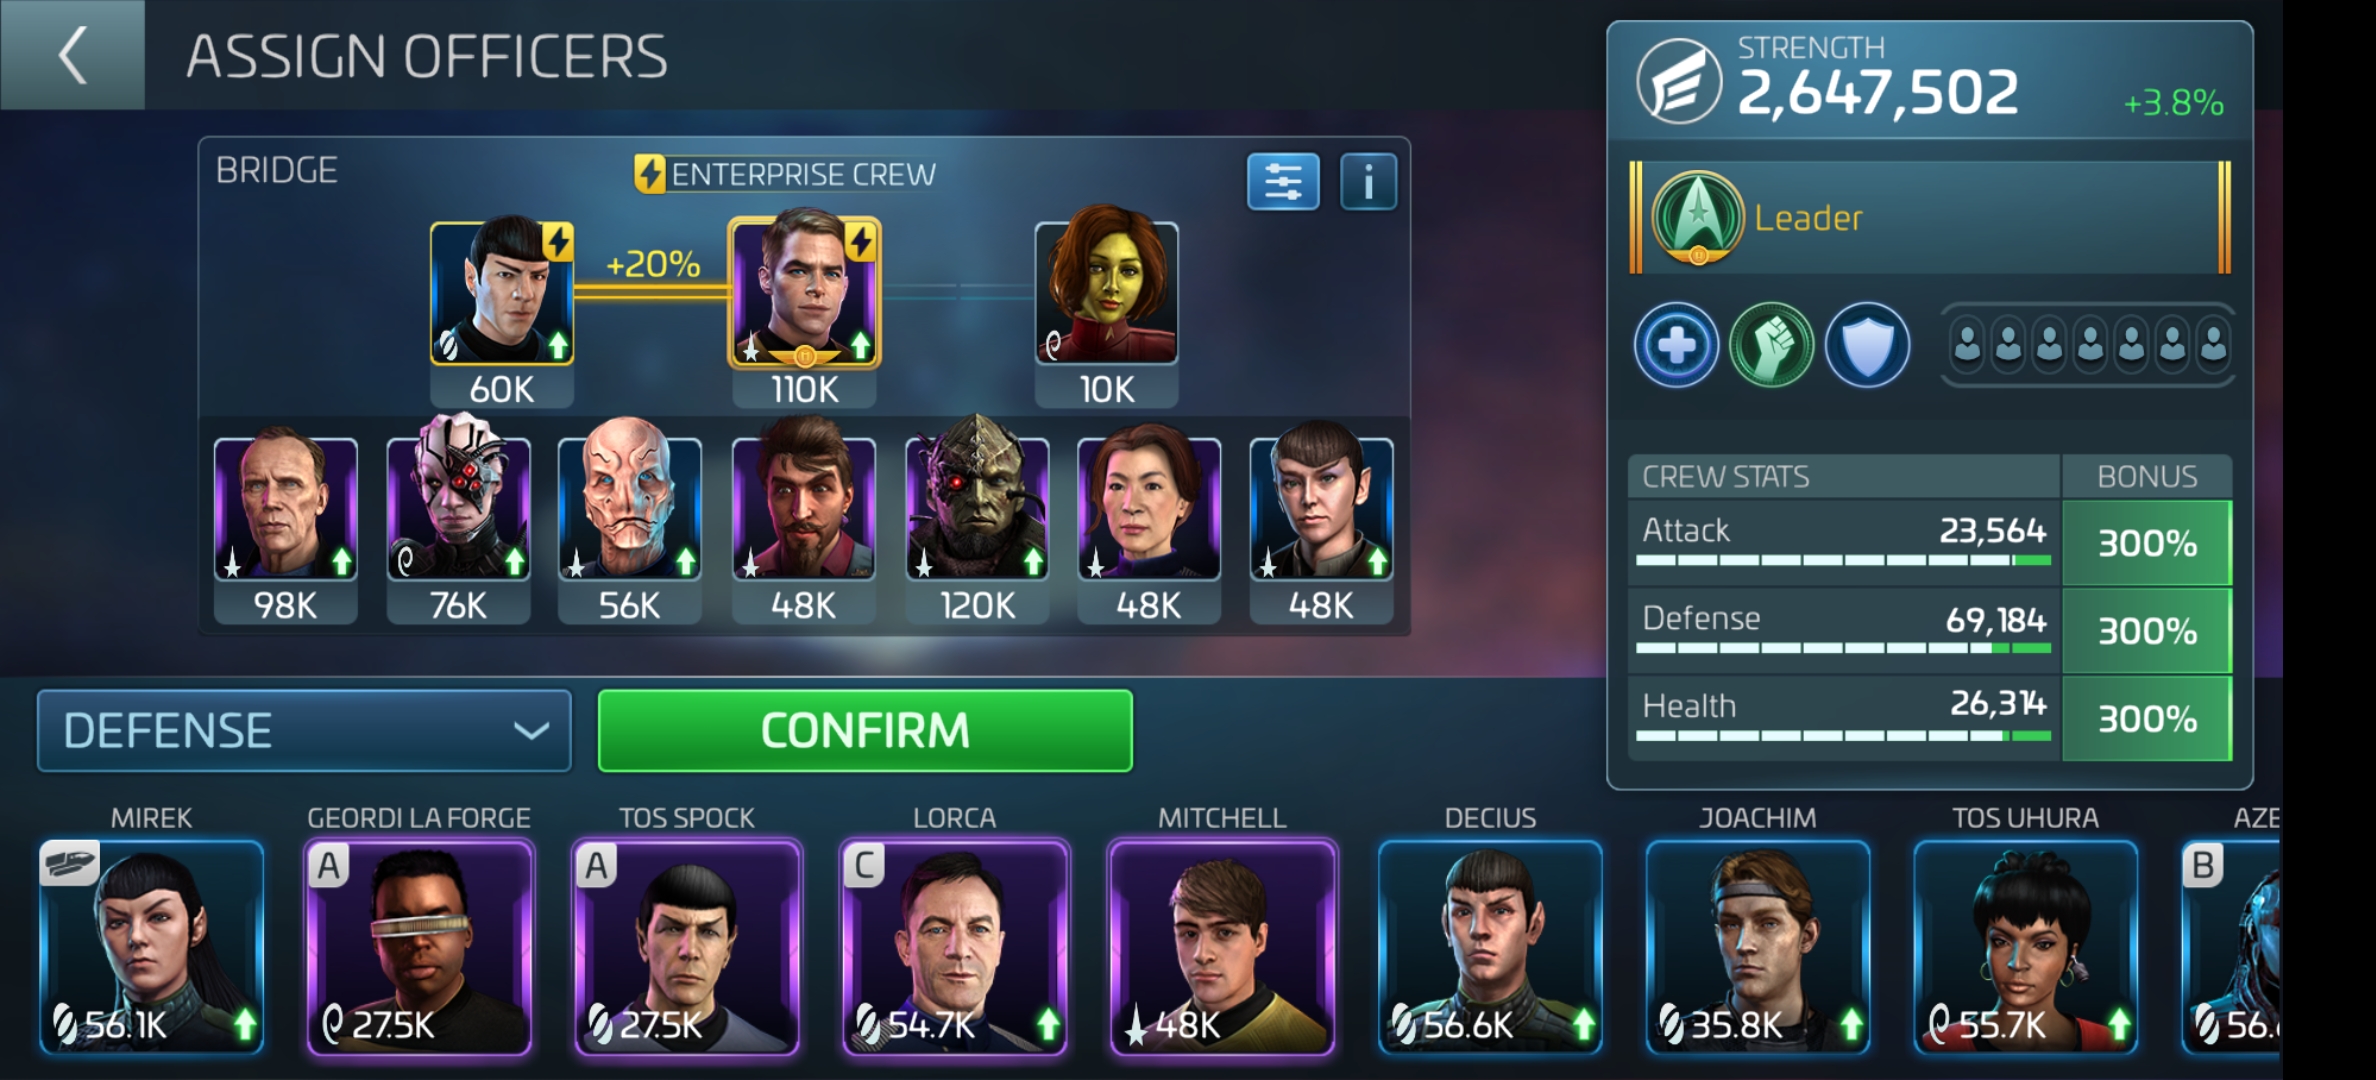 ASSIGN OFFICERS
STRENGTH
2,647,502
+3.8%
BRIDGE
ENTERPRISE CREW
i
Leader
+20%
60K
110K
10K
98K
76K
56K
48K
120K
48K
48K
CREW STATS
BONUS
Attack
23,564
300%
Defense
69,184
300%
Health
26,314
300%
DEFENSE
CONFIRM
MIREK
GEORDI LA FORGE
TOS SPOCK
LORCA
MITCHELL
DECIUS
JOACHIM
TOS UHURA
AZE
A
A
C
B
56.1K
27.5K
27.5K
54.7K
48K
56.6K
35.8K
55.7K
56.